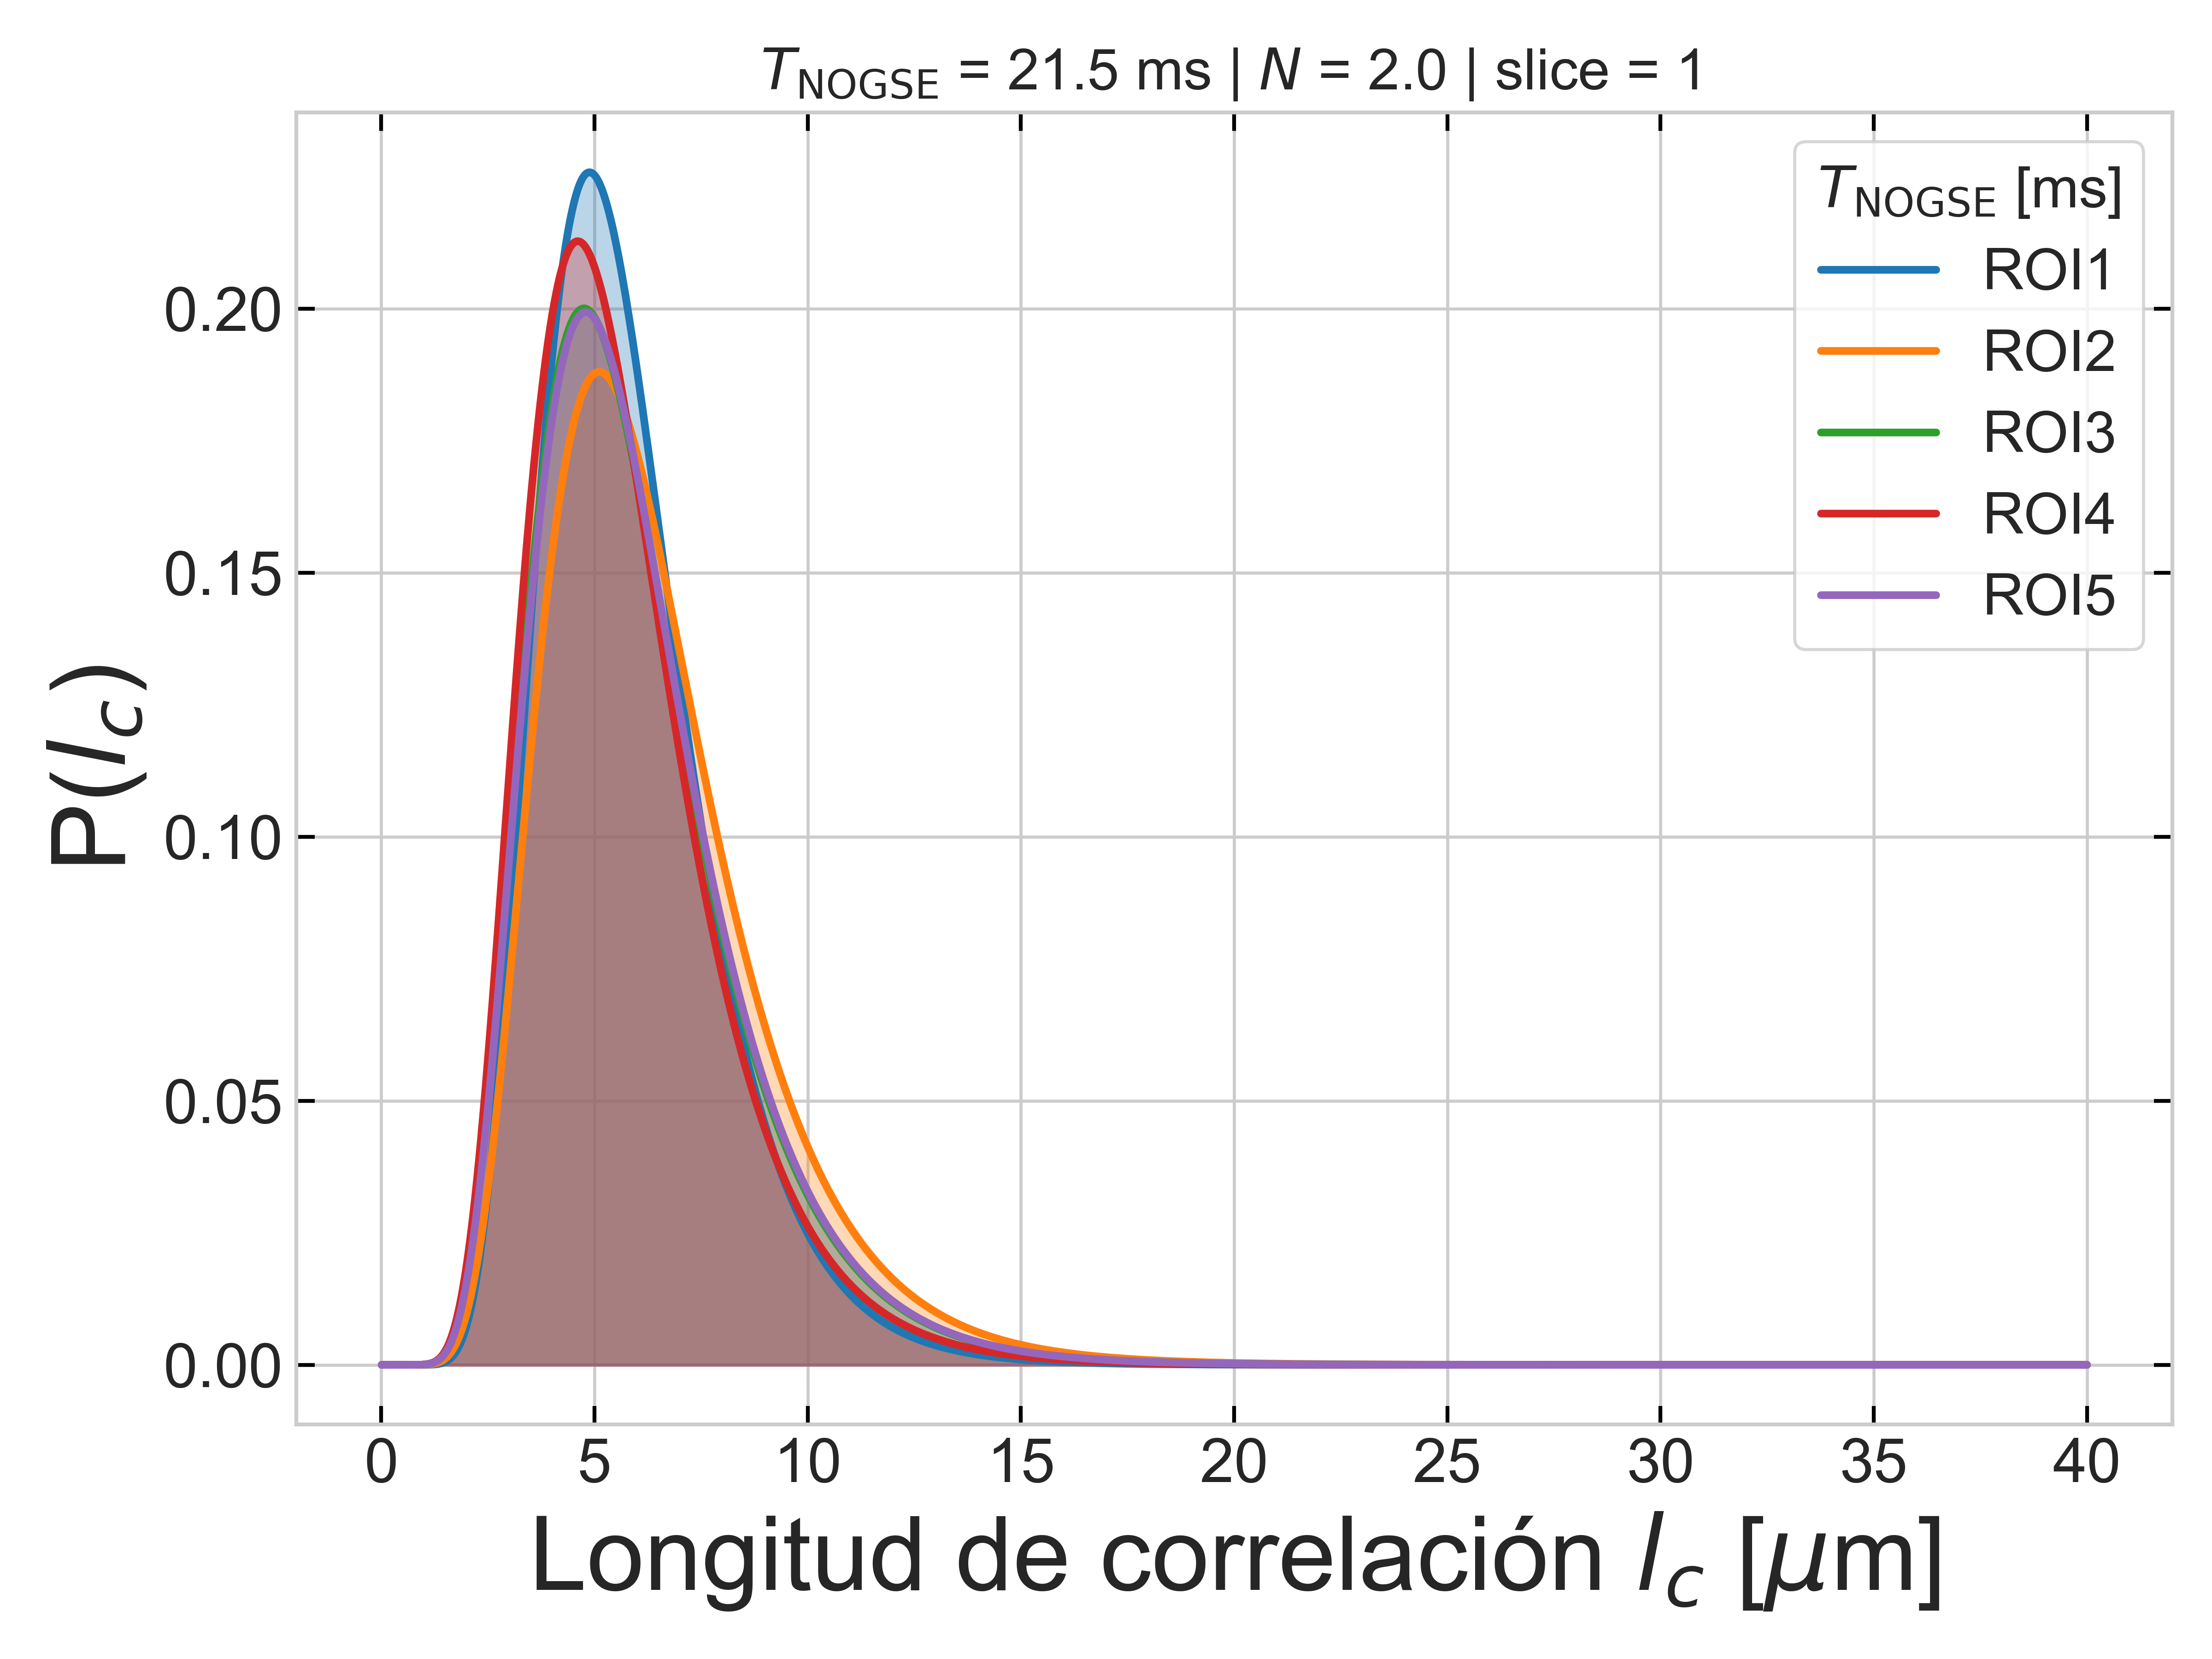 T_NOGSE = 21.5 ms | N = 2.0 | slice = 1
T_NOGSE [ms]
ROI1
ROI2
ROI3
ROI4
ROI5
P(l_c)
0.20
0.15
0.10
0.05
0.00
0 5 10 15 20 25 30 35 40
Longitud de correlación l_c [μm]